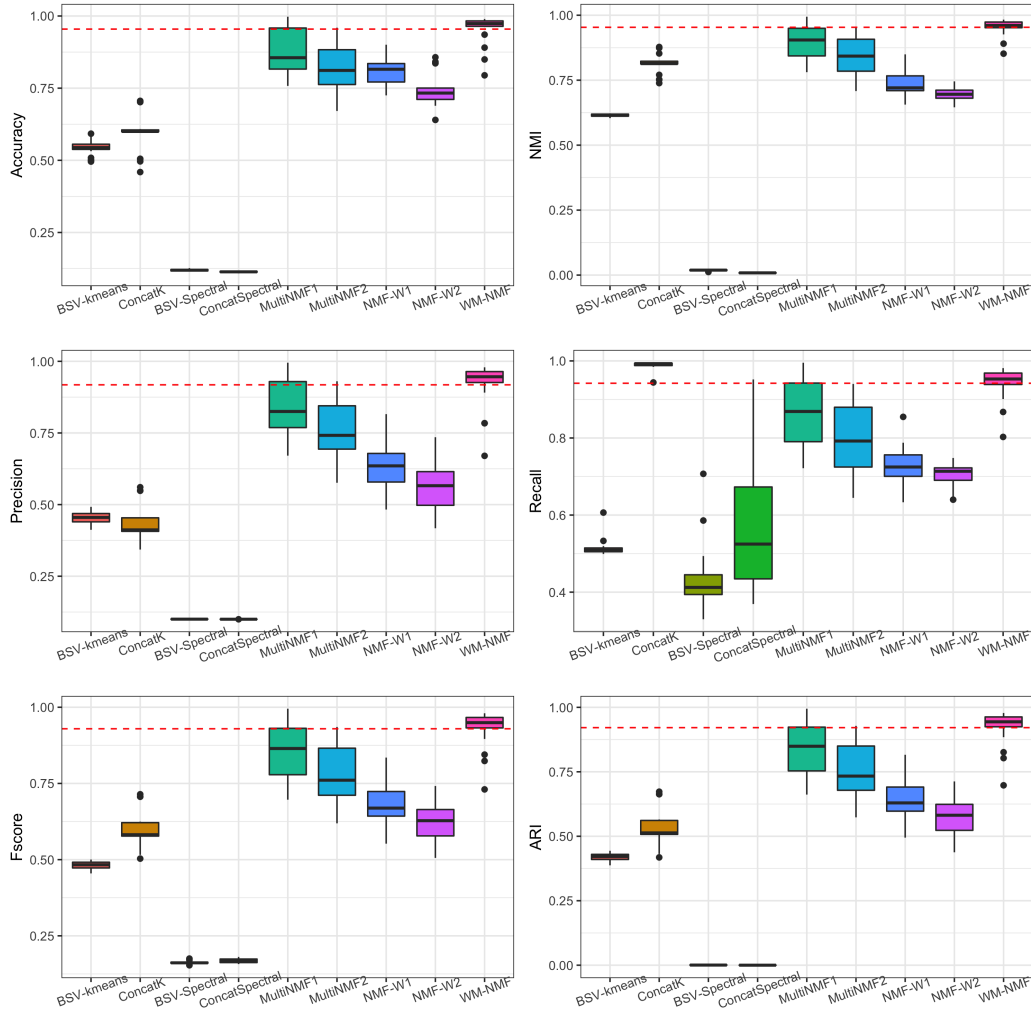 Accuracy
1.00
0.75
0.50
0.25
BSV-kmeans
ConcatK
BSV-Spectral
ConcatSpectral
MultiNMF1
MultiNMF2
NMF-W1
NMF-W2
WM-NMF
NMI
1.00
0.75
0.50
0.25
0.00
BSV-kmeans
ConcatK
BSV-Spectral
ConcatSpectral
MultiNMF1
MultiNMF2
NMF-W1
NMF-W2
WM-NMF
Precision
1.00
0.75
0.50
0.25
BSV-kmeans
ConcatK
BSV-Spectral
ConcatSpectral
MultiNMF1
MultiNMF2
NMF-W1
NMF-W2
WM-NMF
Recall
1.0
0.8
0.6
0.4
BSV-kmeans
ConcatK
BSV-Spectral
ConcatSpectral
MultiNMF1
MultiNMF2
NMF-W1
NMF-W2
WM-NMF
Fscore
1.00
0.75
0.50
0.25
BSV-kmeans
ConcatK
BSV-Spectral
ConcatSpectral
MultiNMF1
MultiNMF2
NMF-W1
NMF-W2
WM-NMF
ARI
1.00
0.75
0.50
0.25
0.00
BSV-kmeans
ConcatK
BSV-Spectral
ConcatSpectral
MultiNMF1
MultiNMF2
NMF-W1
NMF-W2
WM-NMF